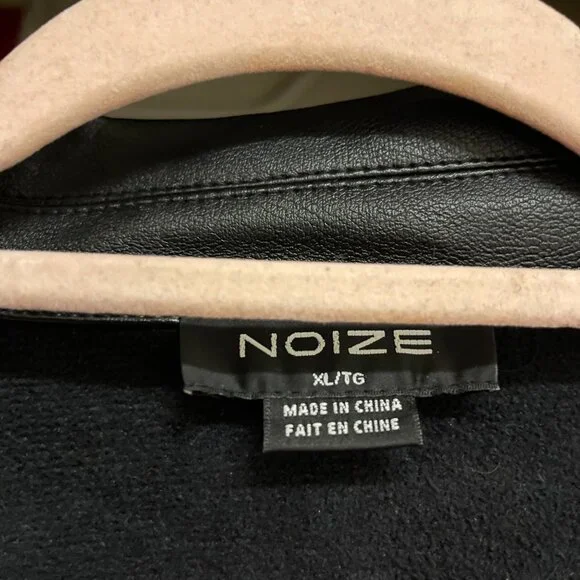 NOIZE
XL/TG
MADE IN CHINA
FAIT EN CHINE